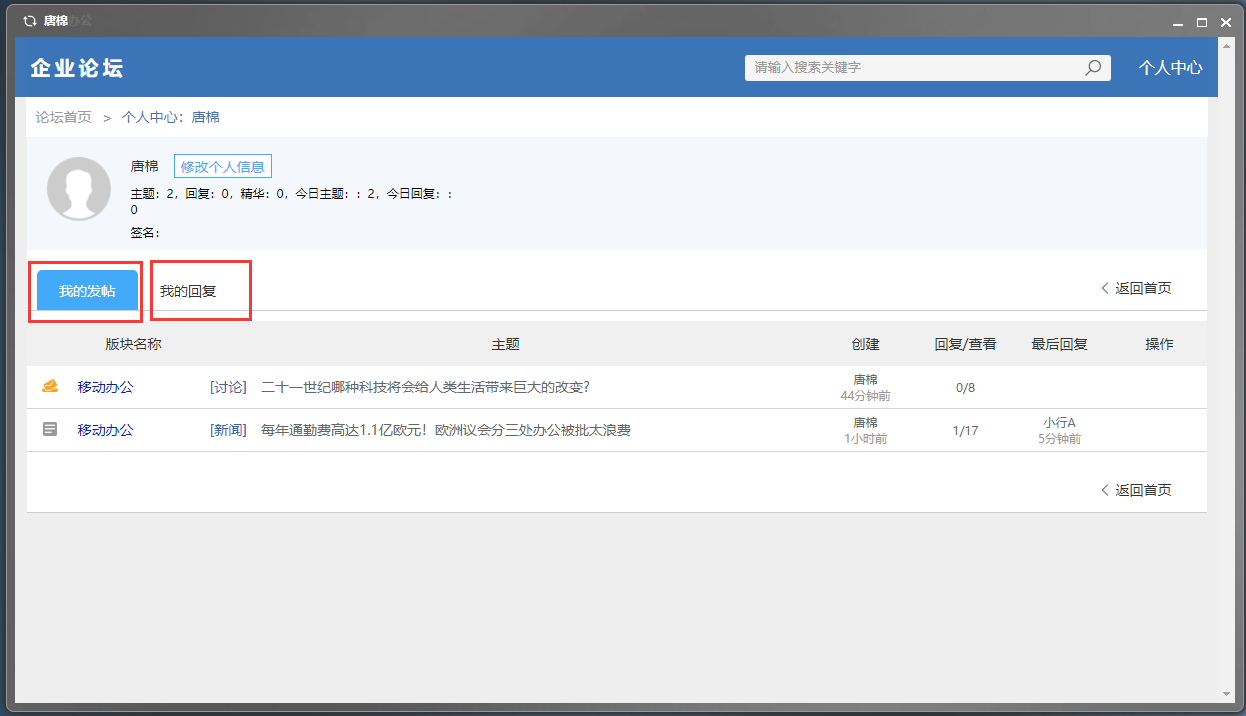 唐棉办公
企业论坛
请输入搜索关键字
个人中心
论坛首页 > 个人中心：唐棉
唐棉 修改个人信息
主题：2，回复：0，精华：0，今日主题：：2，今日回复：：
0
签名：
我的发帖 我的回复 返回首页
版块名称 主题 创建 回复/查看 最后回复 操作
移动办公 [讨论] 二十一世纪哪种科技将会给人类生活带来巨大的改变? 唐棉 0/8
44分钟前
移动办公 [新闻] 每年通勤费高达1.1亿欧元！欧洲议会分三处办公被批太浪费 唐棉 1/17 小行A
1小时前 5分钟前
返回首页